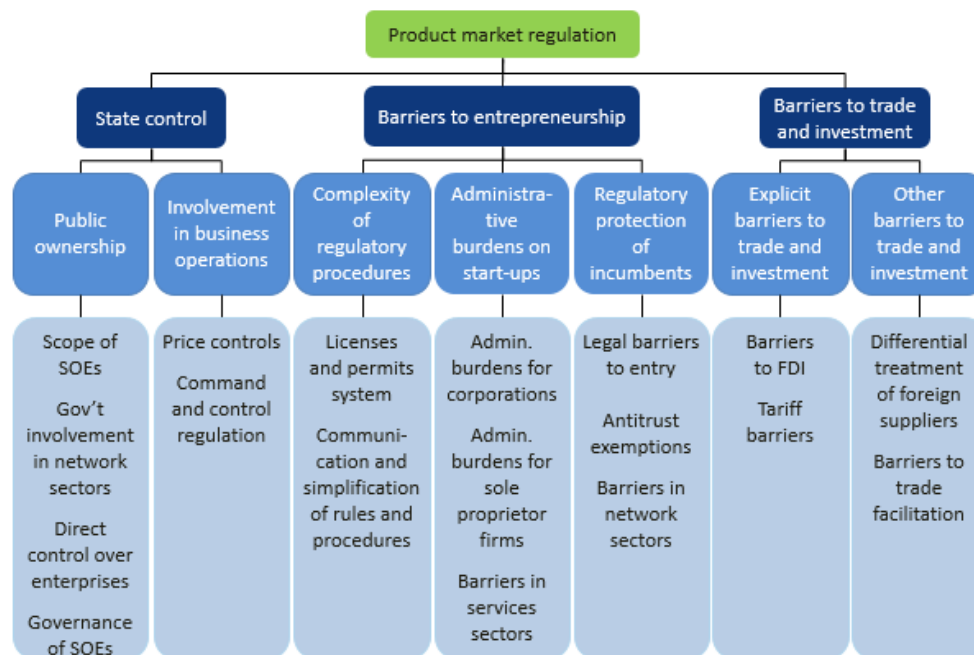 Product market regulation
State control
Barriers to entrepreneurship
Barriers to trade
and investment
Public
ownership
Involvement
in business
operations
Complexity
of
regulatory
procedures
Administra-
tive
burdens on
start-ups
Regulatory
protection
of
incumbents
Explicit
barriers to
trade and
investment
Other
barriers to
trade and
investment
Scope of
SOEs
Gov’t
involvement
in network
sectors
Direct
control over
enterprises
Governance
of SOEs
Price controls
Command
and control
regulation
Licenses
and permits
system
Communi-
cation and
simplification
of rules and
procedures
Admin.
burdens for
corporations
Admin.
burdens for
sole
proprietor
firms
Barriers in
services
sectors
Legal barriers
to entry
Antitrust
exemptions
Barriers in
network
sectors
Barriers
to FDI
Tariff
barriers
Differential
treatment
of foreign
suppliers
Barriers to
trade
facilitation